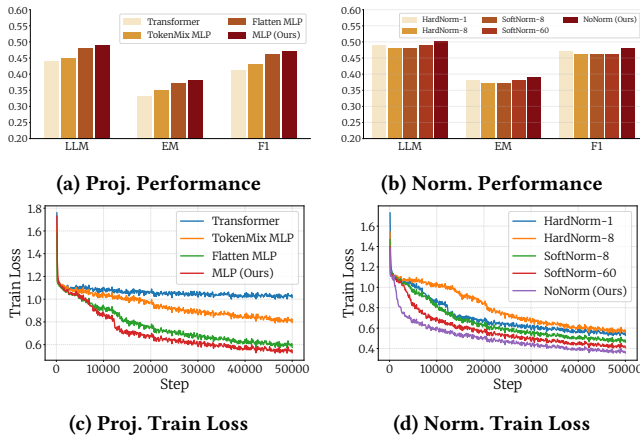 0.60
0.55
0.50
0.45
0.40
0.35
0.30
0.25
0.20
Transformer
TokenMix MLP
Flatten MLP
MLP (Ours)
LLM
EM
F1
(a) Proj. Performance
0.60
0.55
0.50
0.45
0.40
0.35
0.30
0.25
0.20
HardNorm-1
HardNorm-8
SoftNorm-8
SoftNorm-60
NoNorm (Ours)
LLM
EM
F1
(b) Norm. Performance
Train Loss
1.8
1.6
1.4
1.2
1.0
0.8
0.6
Transformer
TokenMix MLP
Flatten MLP
MLP (Ours)
0 10000 20000 30000 40000 50000
Step
(c) Proj. Train Loss
Train Loss
1.6
1.4
1.2
1.0
0.8
0.6
0.4
HardNorm-1
HardNorm-8
SoftNorm-8
SoftNorm-60
NoNorm (Ours)
0 10000 20000 30000 40000 50000
Step
(d) Norm. Train Loss